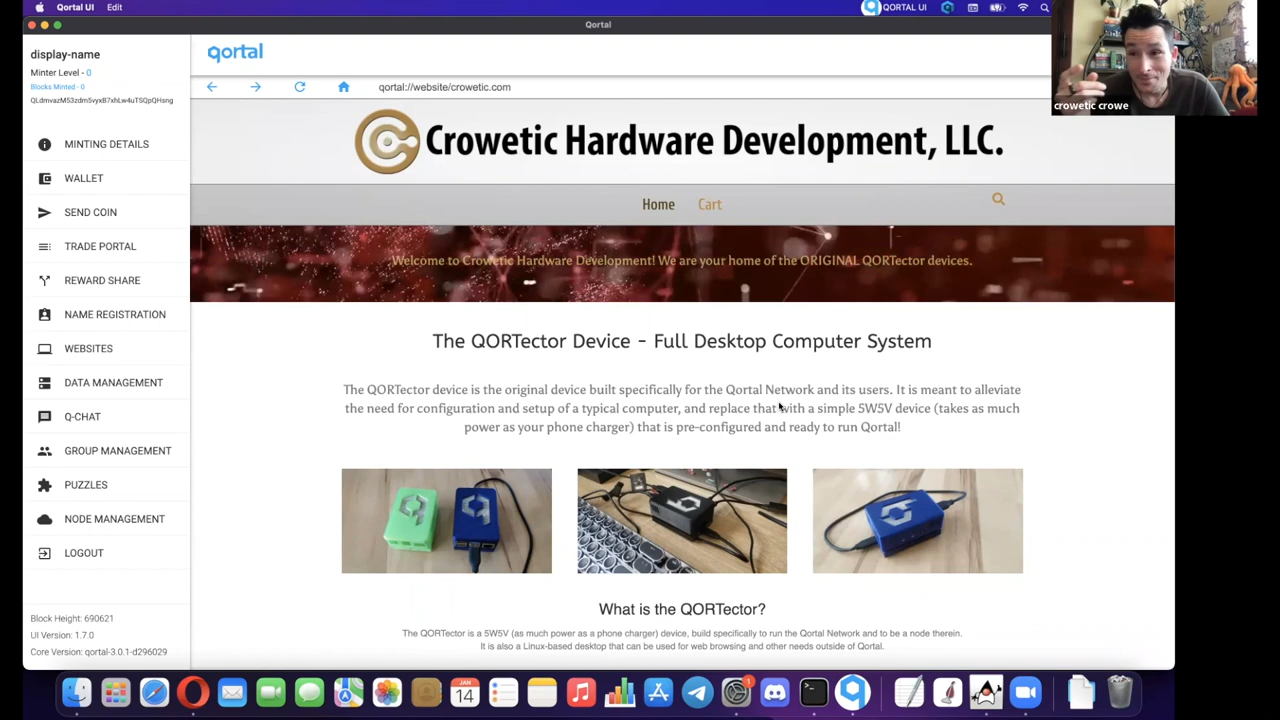 Qortal UI Edit
QORTAL UI
Qortal
display-name
Minter Level - 0
Blocks Minted - 0
QLdmvazM53zdm5vyxB7xhLw4uTSQpQHsng
MINTING DETAILS
WALLET
SEND COIN
TRADE PORTAL
REWARD SHARE
NAME REGISTRATION
WEBSITES
DATA MANAGEMENT
Q-CHAT
GROUP MANAGEMENT
PUZZLES
NODE MANAGEMENT
LOGOUT
Block Height: 690621
UI Version: 1.7.0
Core Version: qortal-3.0.1-d296029
qortal
qortal://website/crowetic.com
crowetic crowe
Crowetic Hardware Development, LLC.
Home Cart
Welcome to Crowetic Hardware Development! We are your home of the ORIGINAL QORTector devices.
The QORTector Device - Full Desktop Computer System
The QORTector device is the original device built specifically for the Qortal Network and its users. It is meant to alleviate
the need for configuration and setup of a typical computer, and replace that with a simple 5W5V device (takes as much
power as your phone charger) that is pre-configured and ready to run Qortal!
What is the QORTector?
The QORTector is a 5W5V (as much power as a phone charger) device, build specifically to run the Qortal Network and to be a node therein.
It is also a Linux-based desktop that can be used for web browsing and other needs outside of Qortal.
JAN
14
1